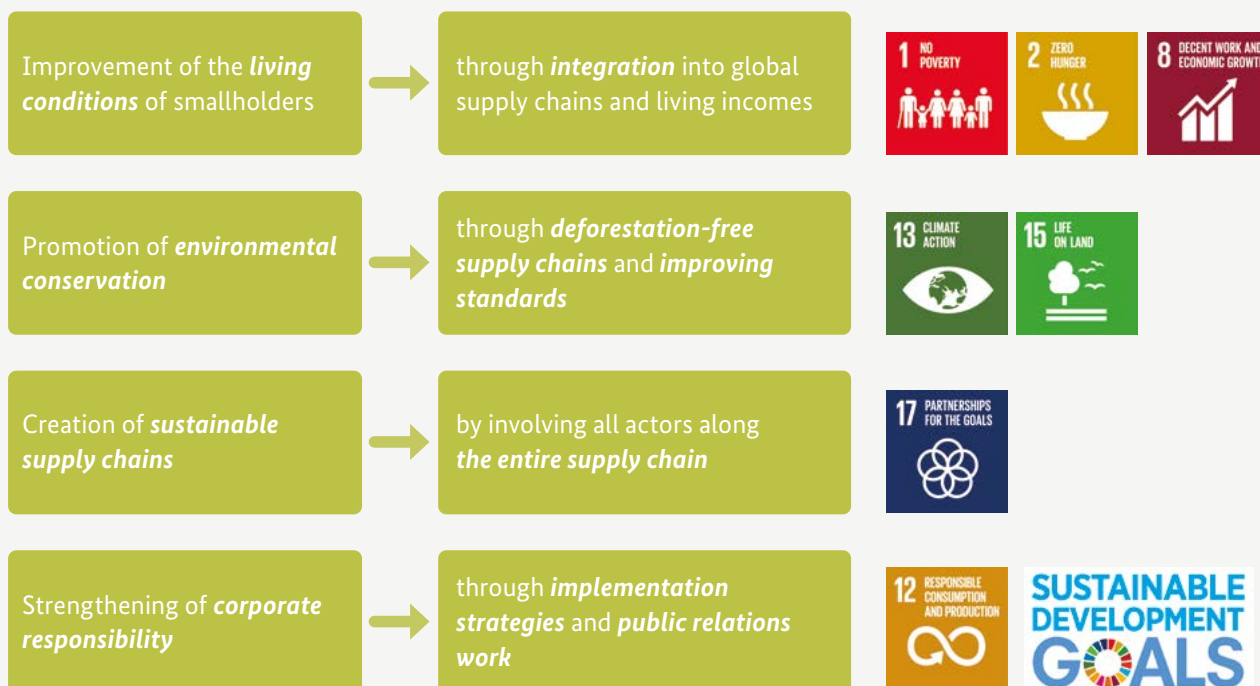 Improvement of the living
conditions of smallholders
through integration into global
supply chains and living incomes
1 NO
POVERTY
2 ZERO
HUNGER
8 DECENT WORK AND
ECONOMIC GROWTH
Promotion of environmental
conservation
through deforestation-free
supply chains and improving
standards
13 CLIMATE
ACTION
15 LIFE
ON LAND
Creation of sustainable
supply chains
by involving all actors along
the entire supply chain
17 PARTNERSHIPS
FOR THE GOALS
Strengthening of corporate
responsibility
through implementation
strategies and public relations
work
12 RESPONSIBLE
CONSUMPTION
AND PRODUCTION
SUSTAINABLE
DEVELOPMENT
GOALS